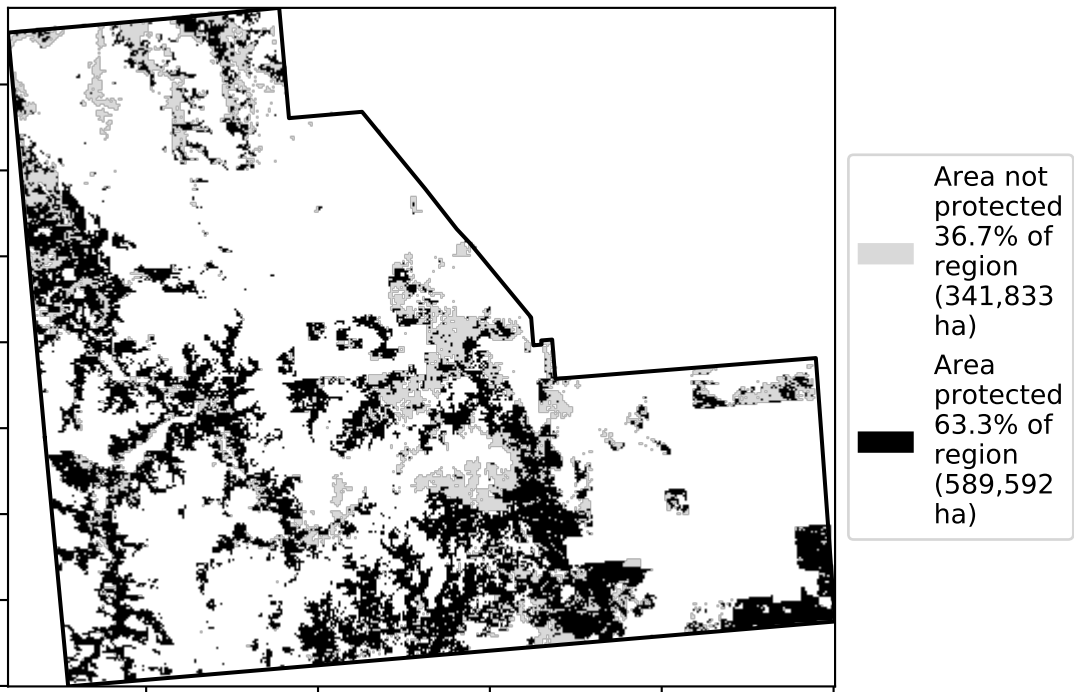 Area not
protected
36.7% of
region
(341,833
ha)
Area
protected
63.3% of
region
(589,592
ha)